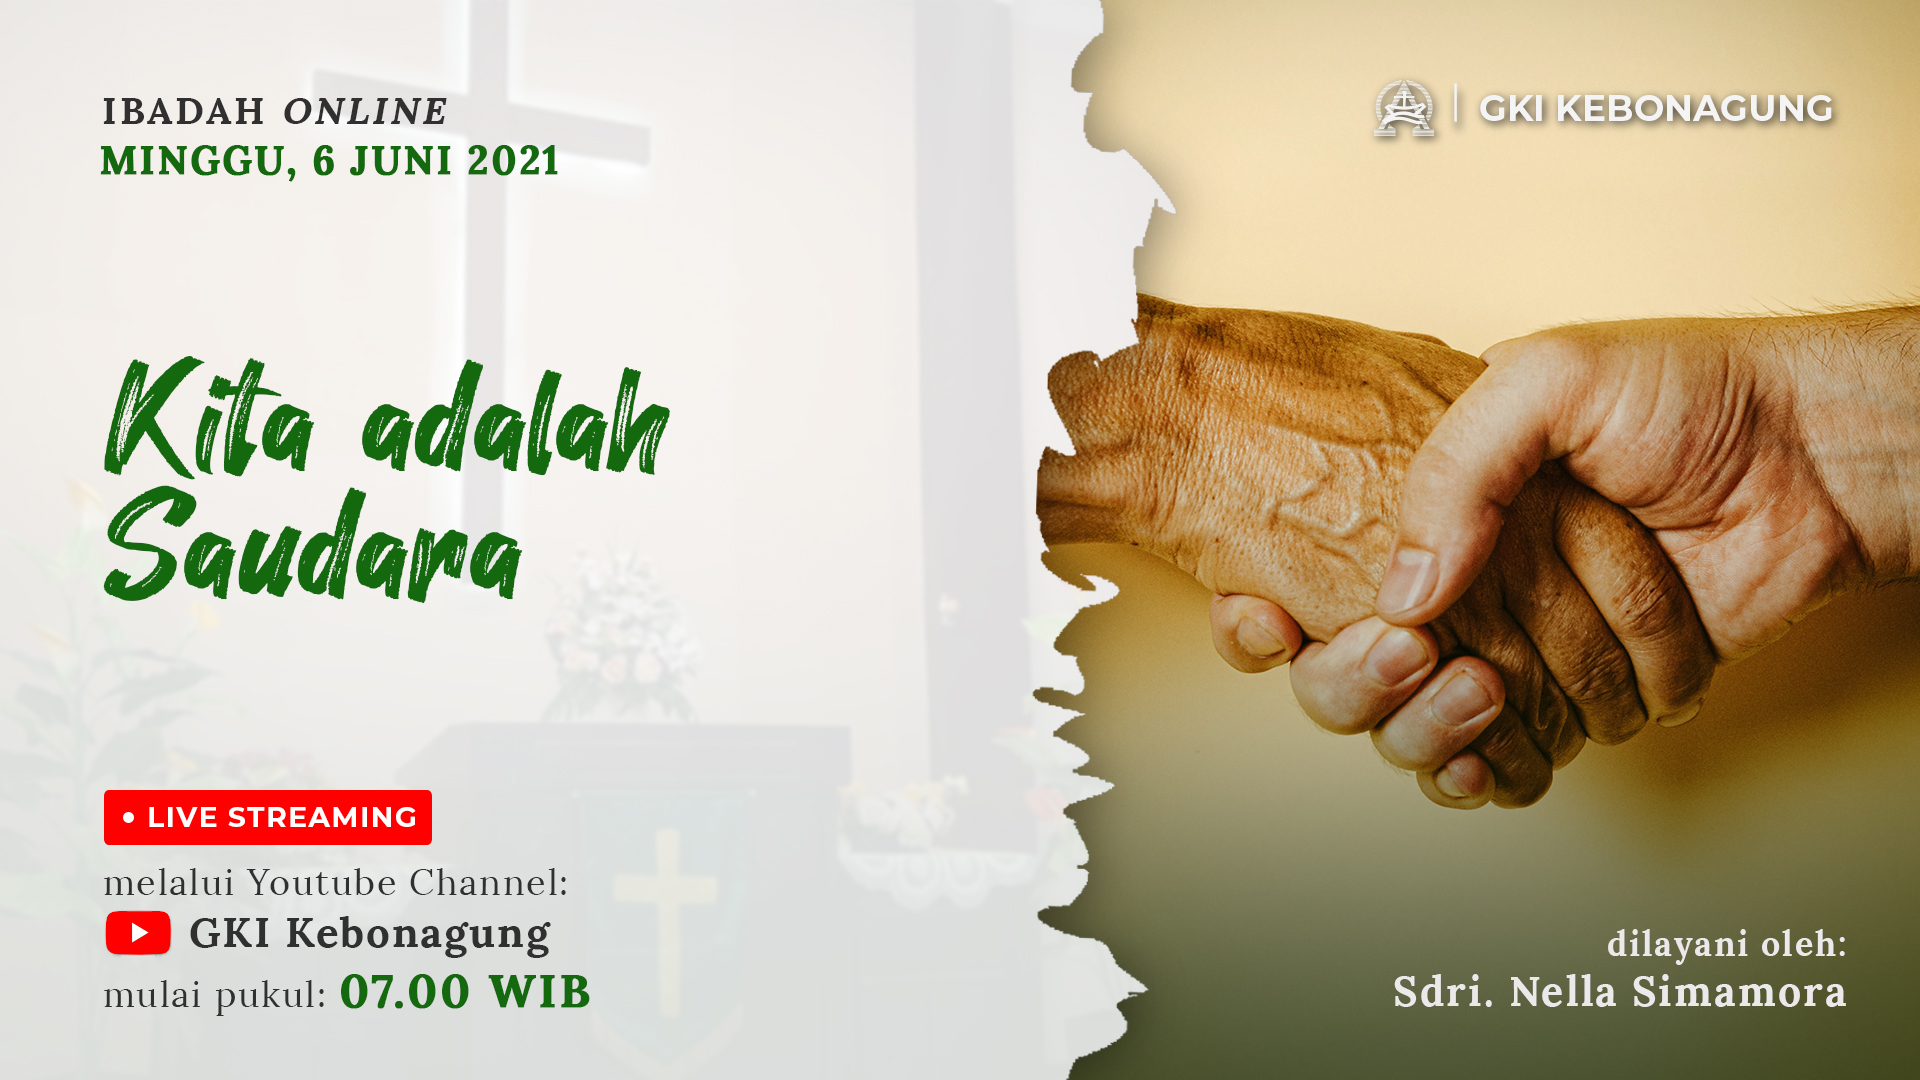 IBADAH ONLINE
MINGGU, 6 JUNI 2021
GKI KEBONAGUNG
Kita adalah
Saudara
• LIVE STREAMING
melalui Youtube Channel:
GKI Kebonagung
mulai pukul: 07.00 WIB
dilayani oleh:
Sdri. Nella Simamora